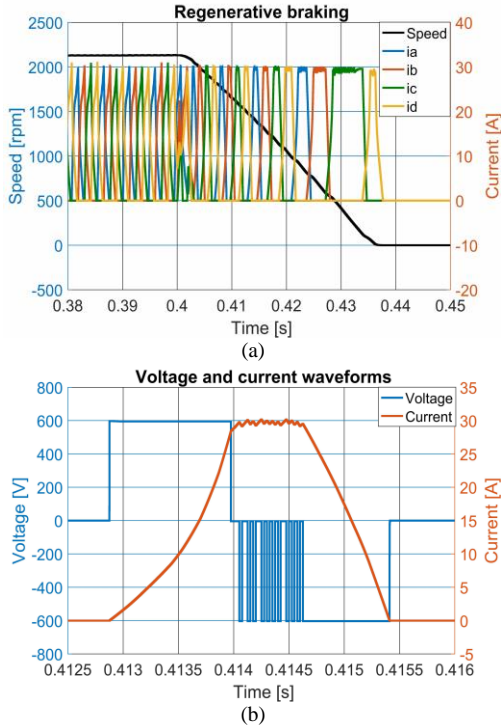 Regenerative braking
Speed [rpm]
2500
2000
1500
1000
500
0
-500
Speed
ia
ib
ic
id
40
30
20
10
0
-10
-20
Current [A]
0.38 0.39 0.4 0.41 0.42 0.43 0.44 0.45
Time [s]
(a)
Voltage and current waveforms
Voltage [V]
800
600
400
200
0
-200
-400
-600
-800
Voltage
Current
35
30
25
20
15
10
5
0
-5
Current [A]
0.4125 0.413 0.4135 0.414 0.4145 0.415 0.4155 0.416
Time [s]
(b)